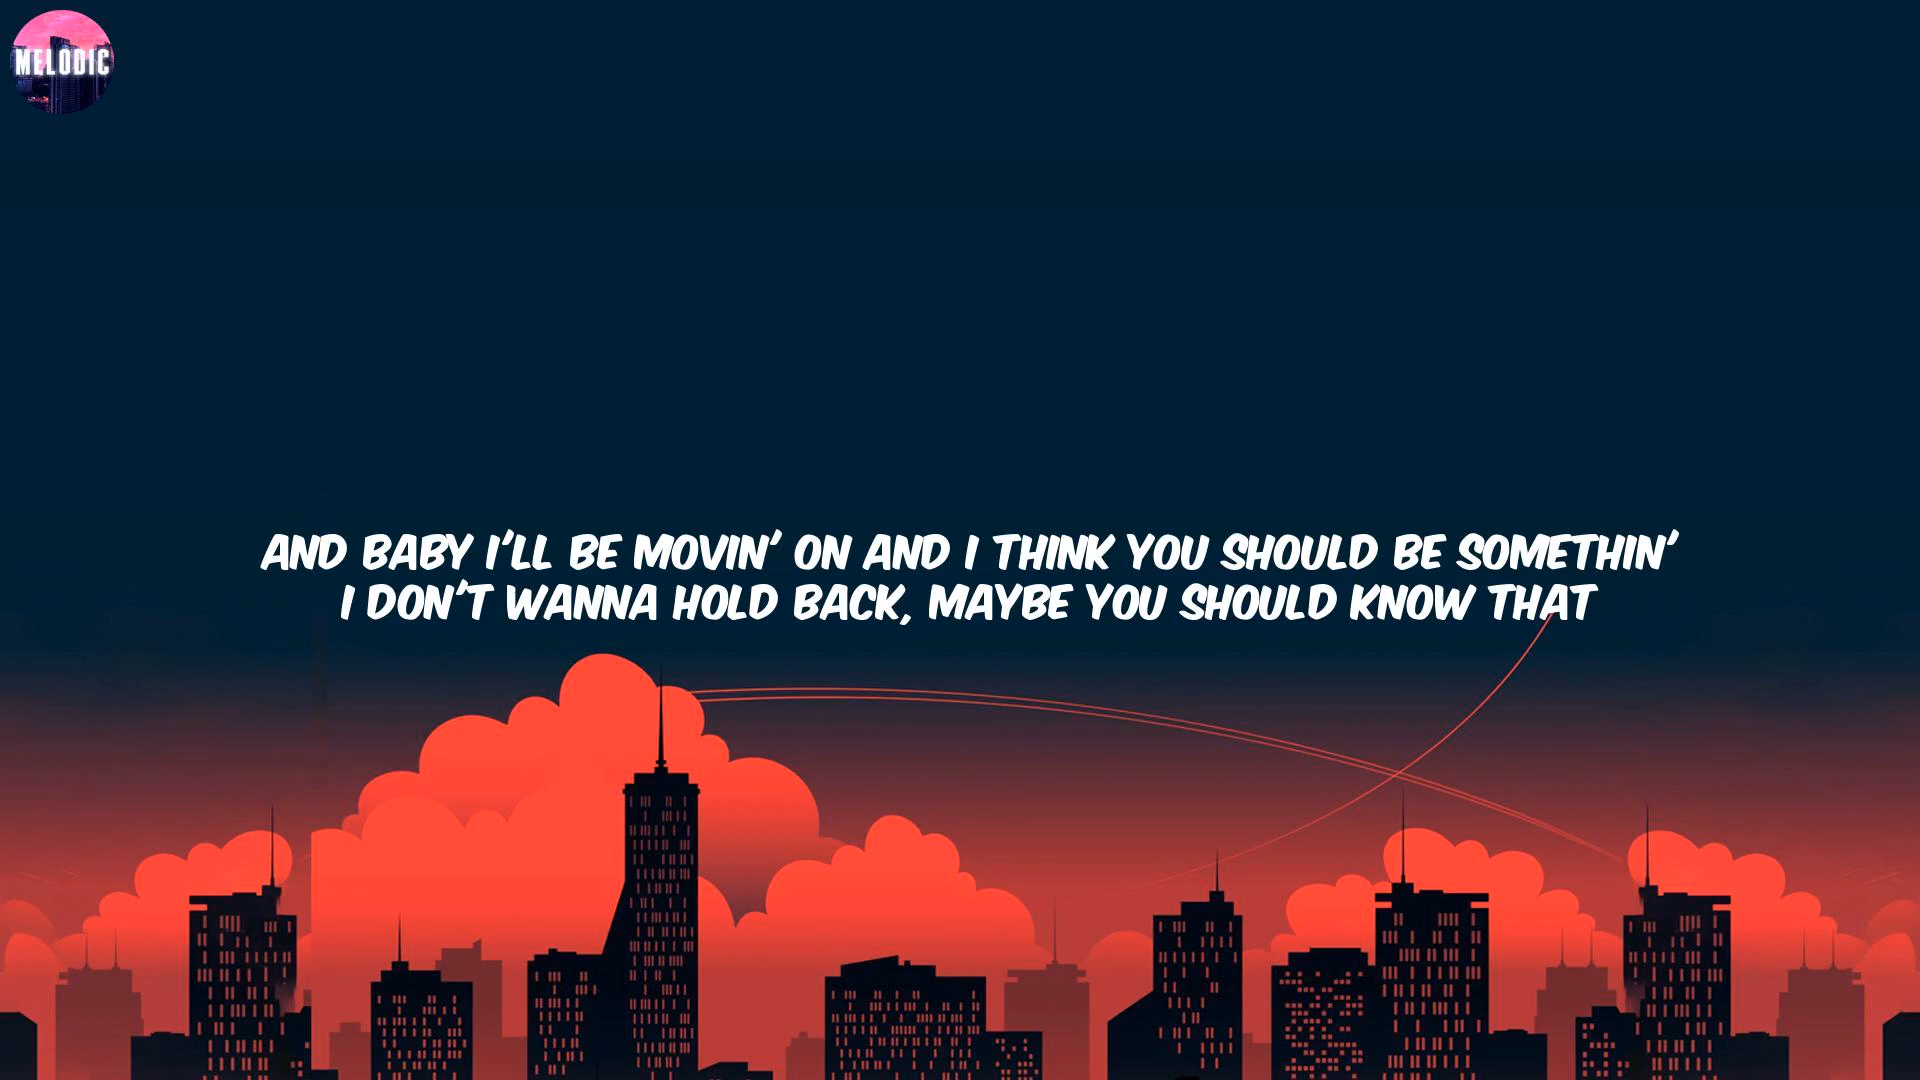 MELODIC
AND BABY I'LL BE MOVIN' ON AND I THINK YOU SHOULD BE SOMETHIN'
I DON'T WANNA HOLD BACK, MAYBE YOU SHOULD KNOW THAT